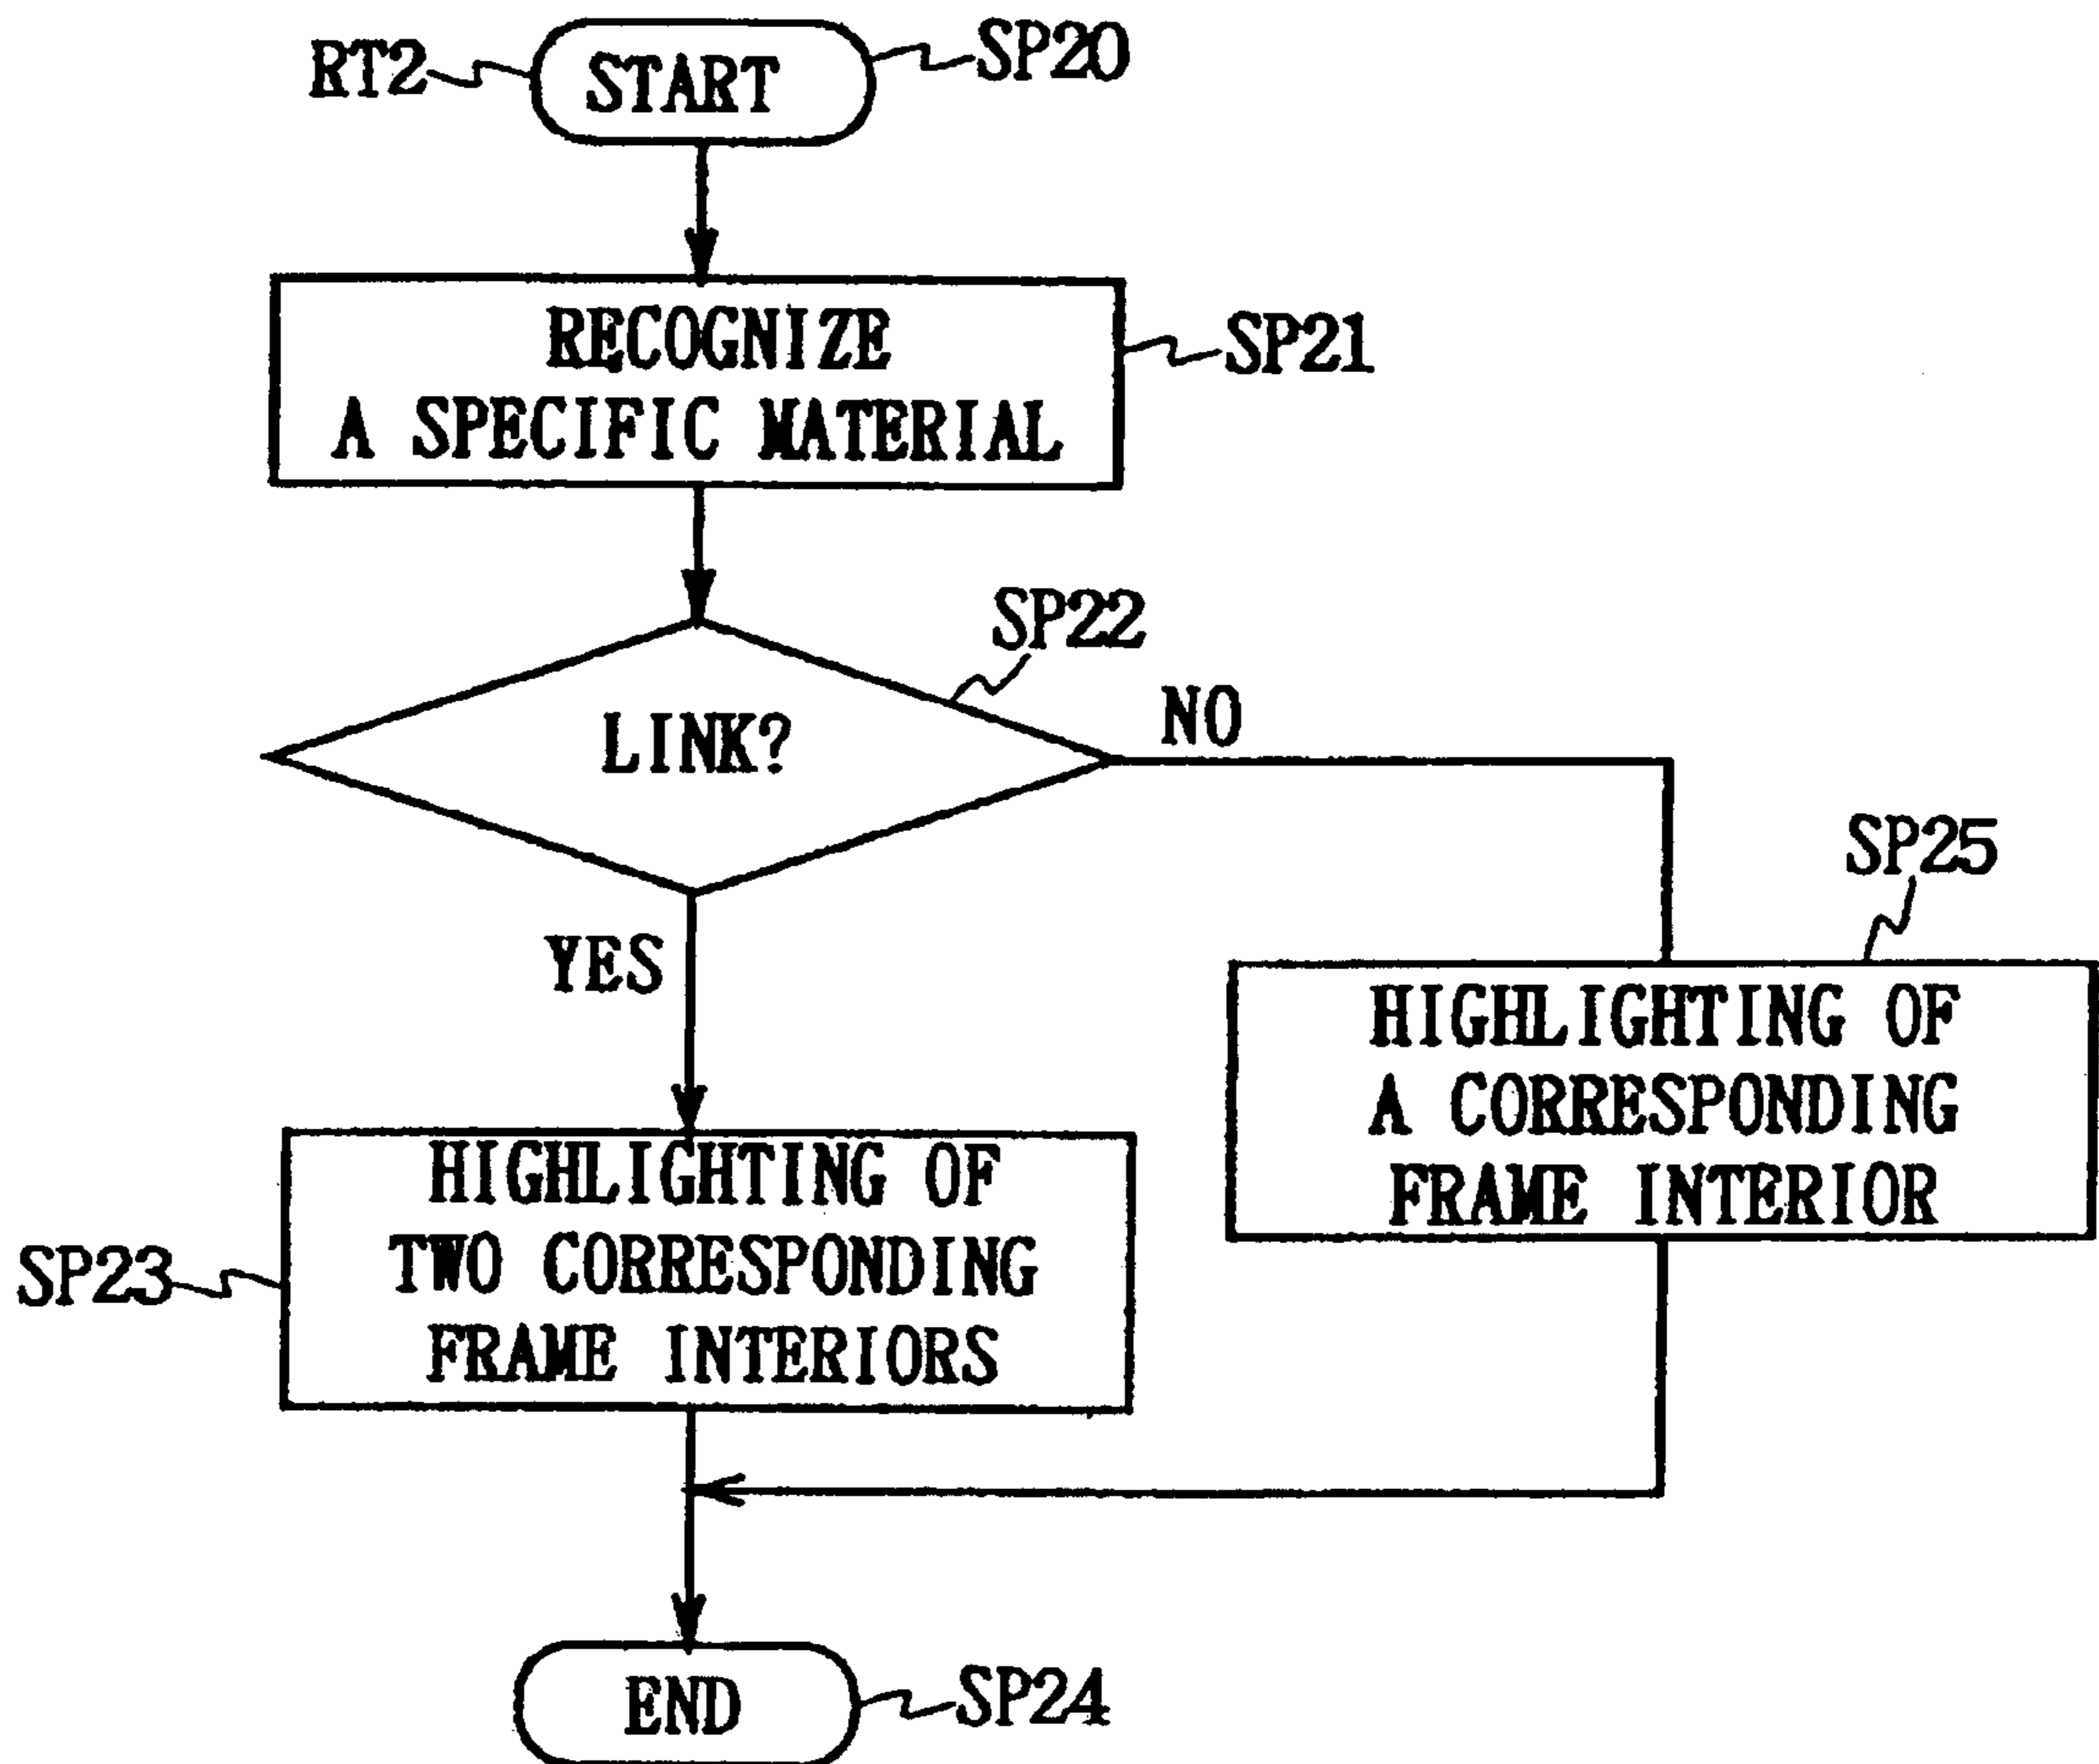 RT2
START
SP20
RECOGNIZE
A SPECIFIC MATERIAL
SP21
SP22
LINK?
NO
YES
SP25
HIGHLIGHTING OF
A CORRESPONDING
FRAME INTERIOR
HIGHLIGHTING OF
TWO CORRESPONDING
FRAME INTERIORS
SP23
END
SP24